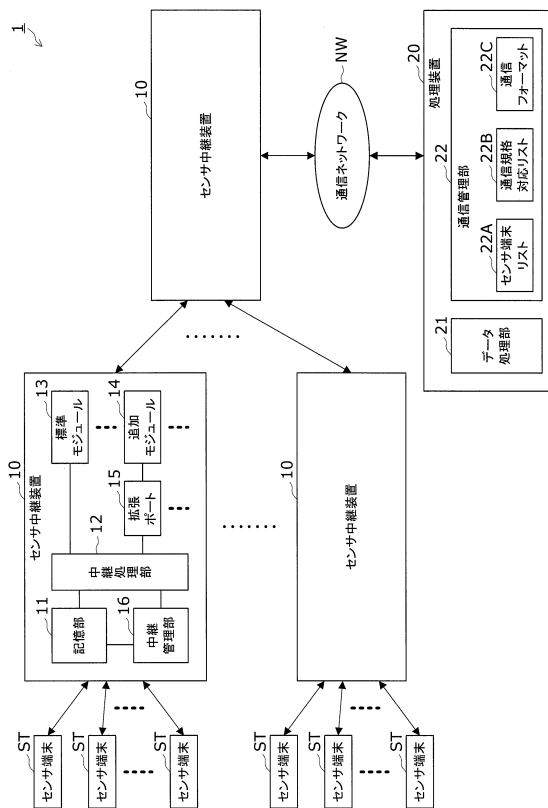 1
10
センサ中継装置
11
記憶部
16
中継
管理部
12
中継処理部
13
標準
モジュール
15
拡張
ポート
14
追加
モジュール
ST
センサ端末
ST
センサ端末
ST
センサ端末
10
センサ中継装置
ST
センサ端末
ST
センサ端末
ST
センサ端末
10
センサ中継装置
NW
通信ネットワーク
20
処理装置
21
データ
処理部
22
通信管理部
22A
センサ端末
リスト
22B
通信規格
対応リスト
22C
通信
フォーマット